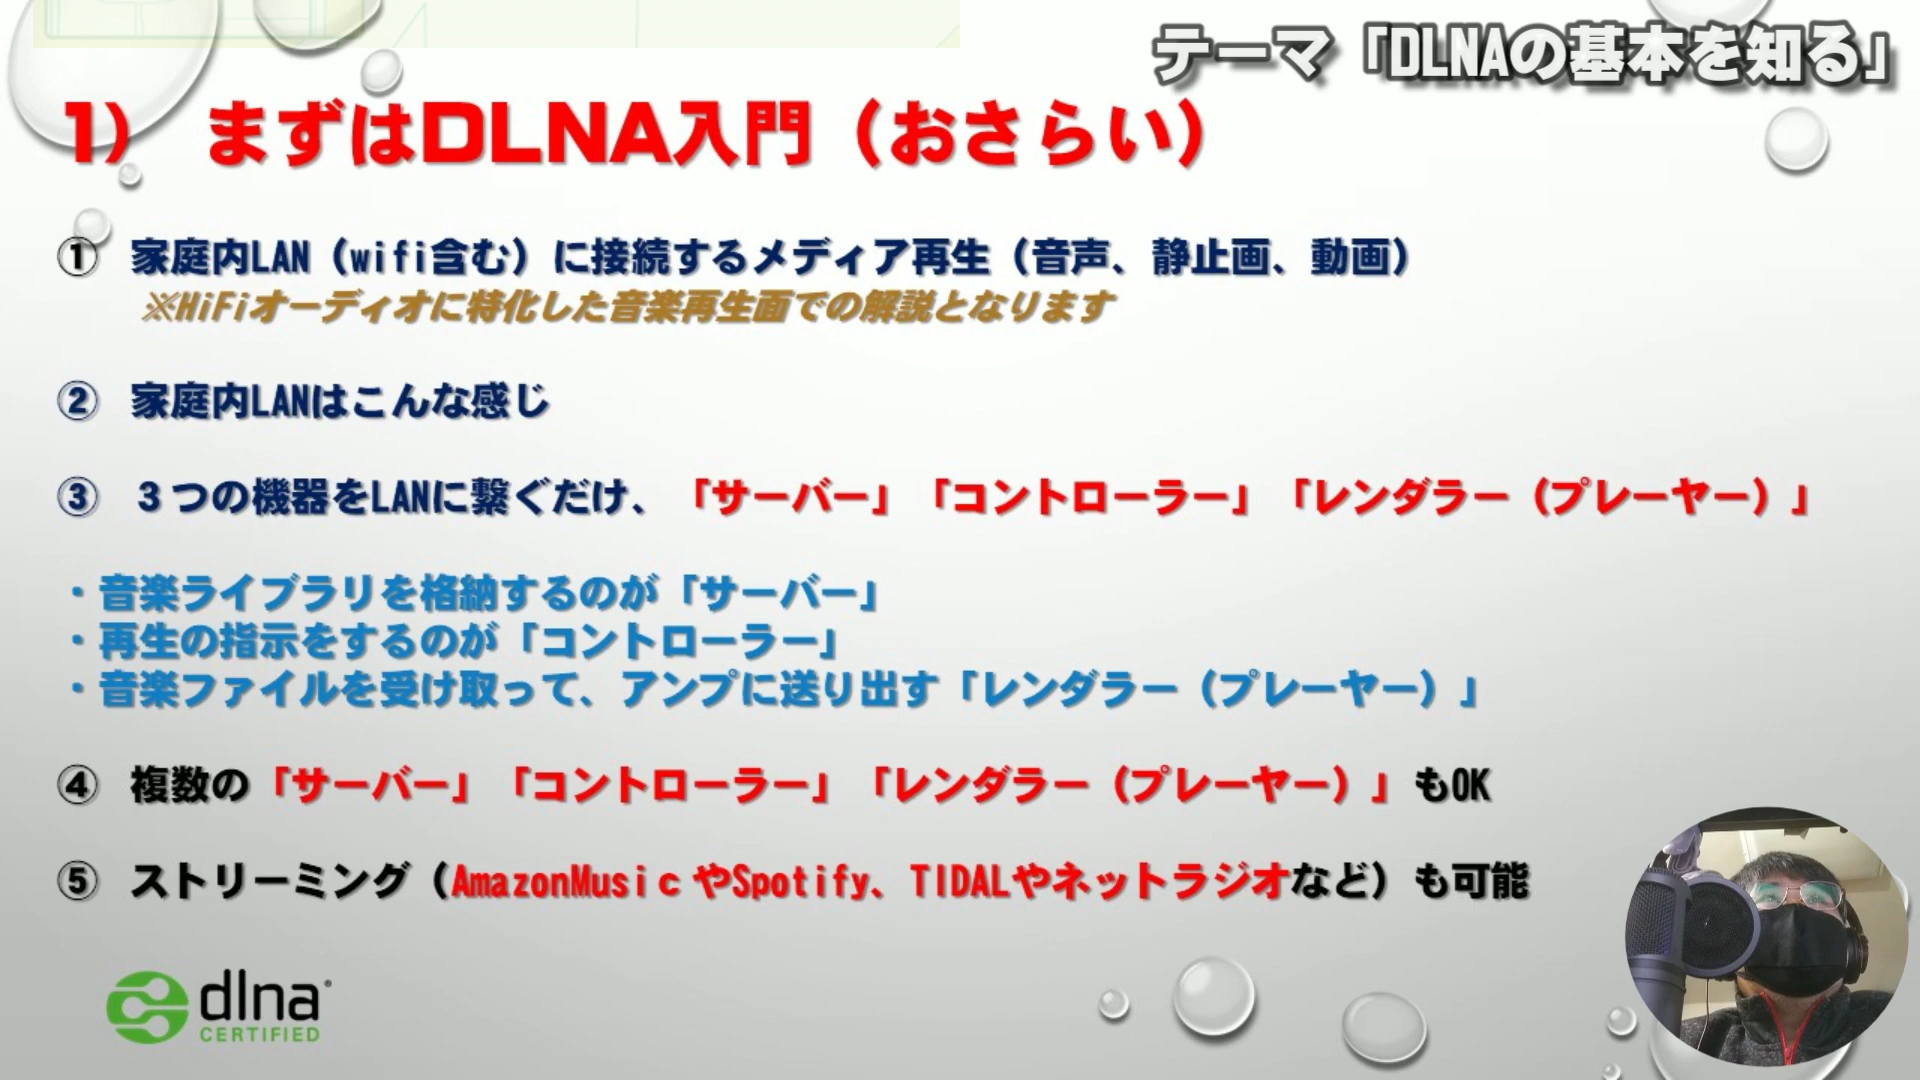 テーマ「DLNAの基本を知る」
1) まずはDLNA入門（おさらい）
① 家庭内LAN（wifi含む）に接続するメディア再生（音声、静止画、動画）
※HiFiオーディオに特化した音楽再生面での解説となります
② 家庭内LANはこんな感じ
③ ３つの機器をLANに繋ぐだけ、「サーバー」「コントローラー」「レンダラー（プレーヤー）」
・音楽ライブラリを格納するのが「サーバー」
・再生の指示をするのが「コントローラー」
・音楽ファイルを受け取って、アンプに送り出す「レンダラー（プレーヤー）」
④ 複数の「サーバー」「コントローラー」「レンダラー（プレーヤー）」もOK
⑤ ストリーミング（AmazonMusiｃやSpotify、TIDALやネットラジオなど）も可能
dlna®
CERTIFIED